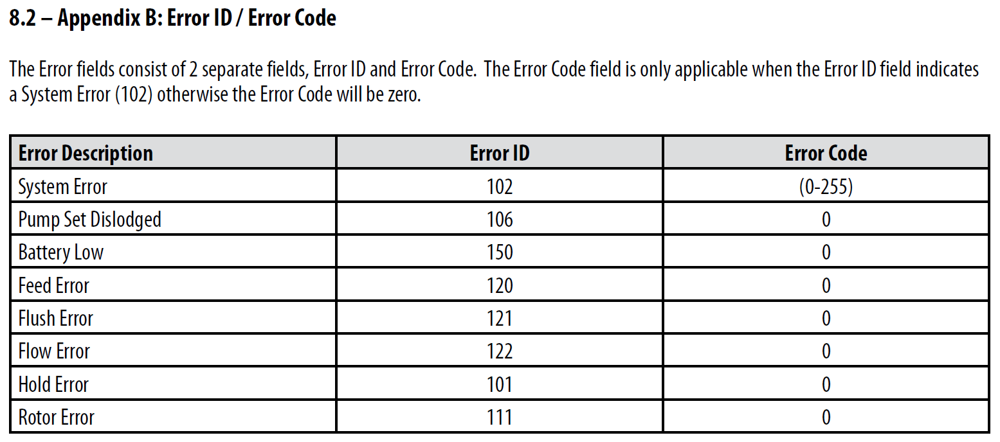 8.2 – Appendix B: Error ID / Error Code
The Error fields consist of 2 separate fields, Error ID and Error Code.  The Error Code field is only applicable when the Error ID field indicates
a System Error (102) otherwise the Error Code will be zero.
Error Description Error ID Error Code
System Error 102 (0-255)
Pump Set Dislodged 106 0
Battery Low 150 0
Feed Error 120 0
Flush Error 121 0
Flow Error 122 0
Hold Error 101 0
Rotor Error 111 0